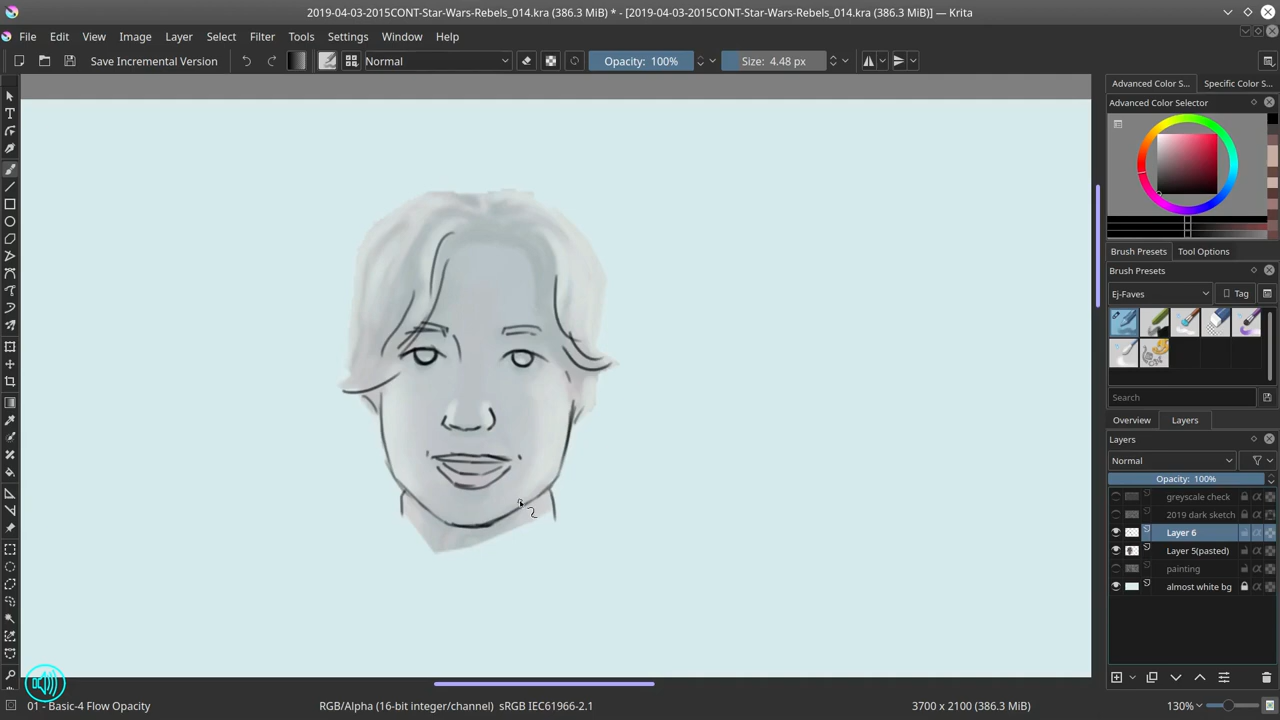 2019-04-03-2015CONT-Star-Wars-Rebels_014.kra (386.3 MiB) * - [2019-04-03-2015CONT-Star-Wars-Rebels_014.kra (386.3 MiB)] — Krita
File Edit View Image Layer Select Filter Tools Settings Window Help
Save Incremental Version Normal Opacity: 100% Size: 4.48 px
Advanced Color S... Specific Color S...
Advanced Color Selector
Brush Presets Tool Options
Brush Presets
Ej-Faves Tag
Search
Overview Layers
Layers
Normal
Opacity: 100%
greyscale check
2019 dark sketch
Layer 6
Layer 5(pasted)
painting
almost white bg
01 - Basic-4 Flow Opacity RGB/Alpha (16-bit integer/channel) sRGB IEC61966-2.1 3700 x 2100 (386.3 MiB) 130%